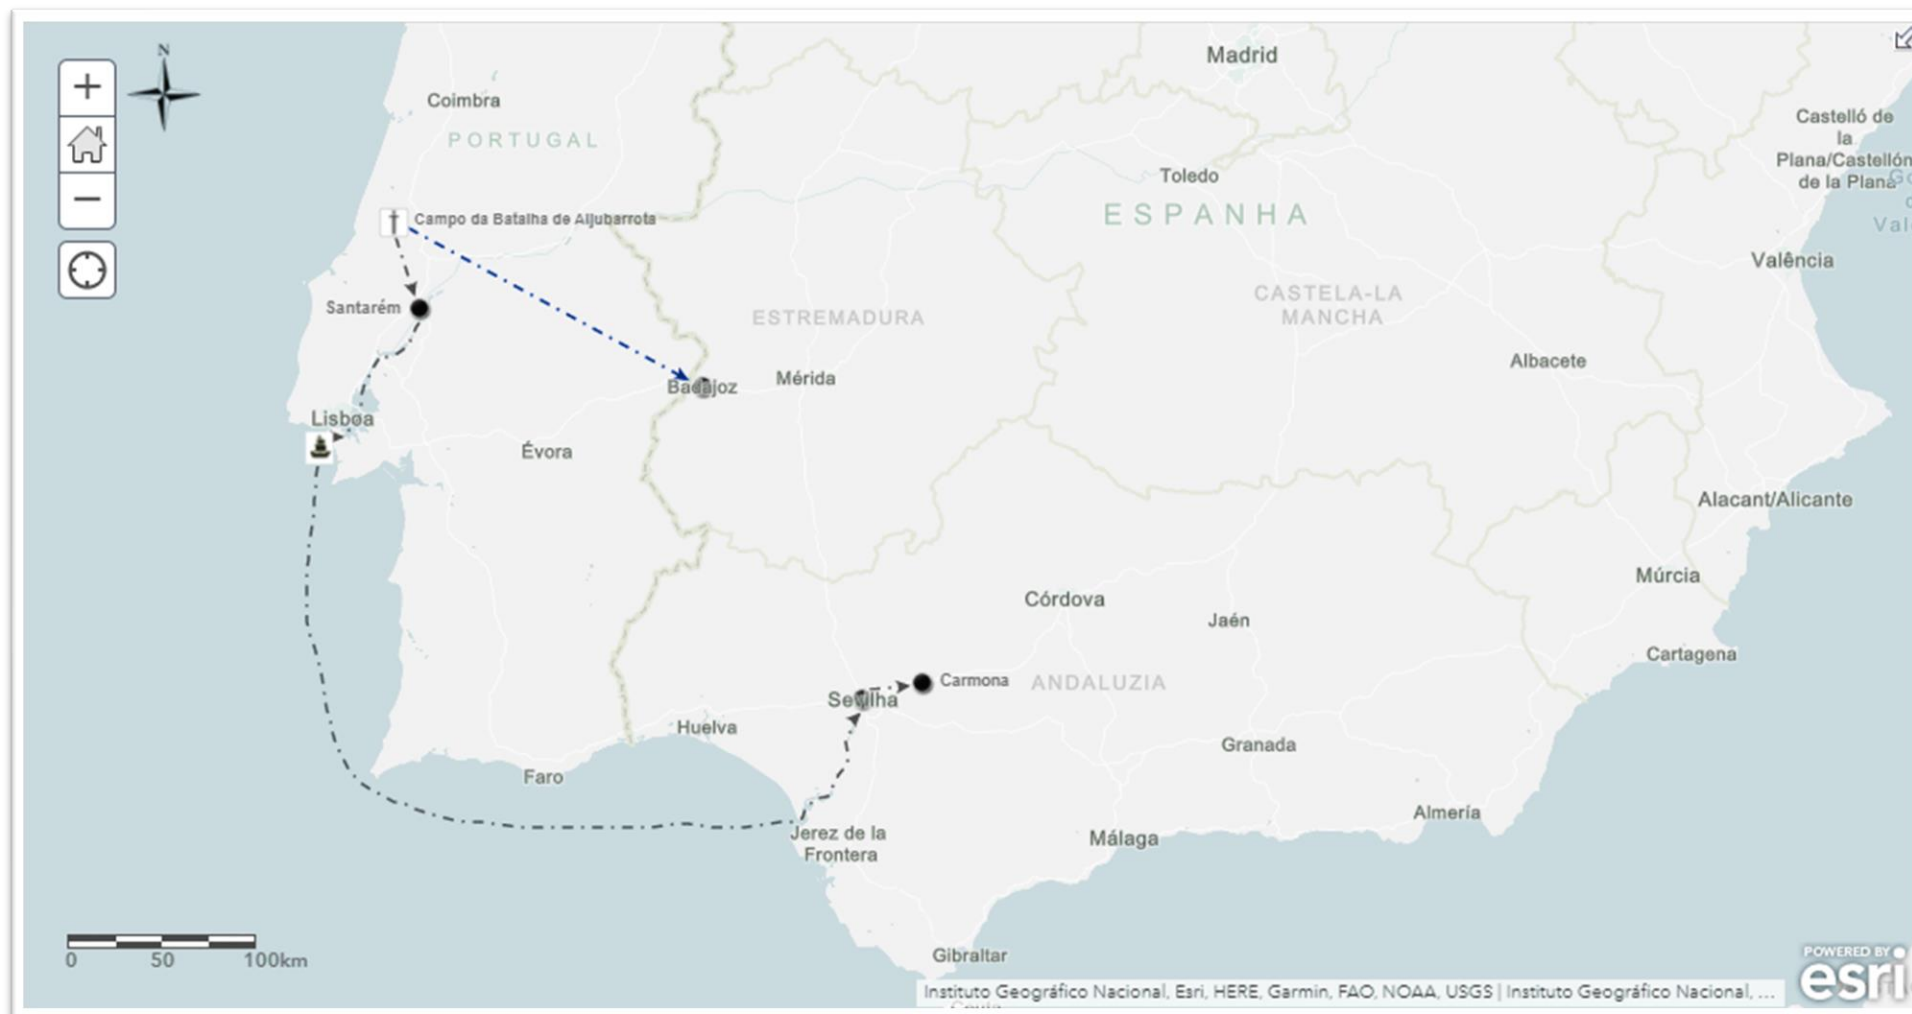 N
Madrid
Coimbra
PORTUGAL
Castelló de
la
Plana/Castellón
de la Plana
Toledo
ESPANHA
Campo da Batalha de Aljubarrota
Val
València
Santarém
ESTREMADURA
CASTELA-LA
MANCHA
Albacete
Badajoz
Mérida
Lisboa
Évora
Alacant/Alicante
Múrcia
Córdova
Jaén
Cartagena
Carmona
ANDALUZIA
Sevilha
Huelva
Granada
Faro
Almería
Jerez de la
Frontera
Málaga
0 50 100km
Gibraltar
POWERED BY
esri
Instituto Geográfico Nacional, Esri, HERE, Garmin, FAO, NOAA, USGS | Instituto Geográfico Nacional, ...